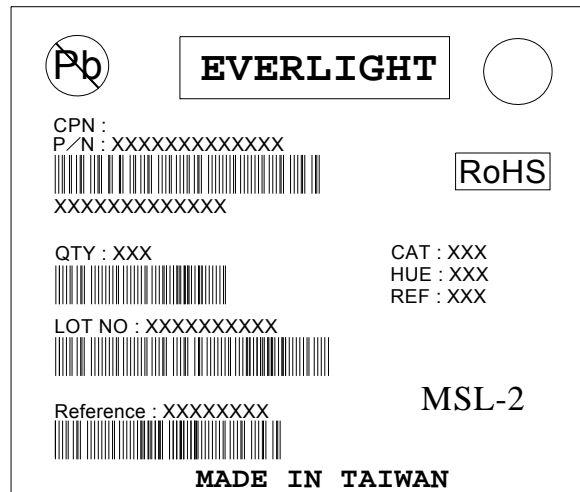 Pb
EVERLIGHT
CPN :
P/N : XXXXXXXXXXXXX
RoHS
XXXXXXXXXXXXX
QTY : XXX
CAT : XXX
HUE : XXX
REF : XXX
LOT NO : XXXXXXXXXX
MSL-2
Reference : XXXXXXXX
MADE IN TAIWAN